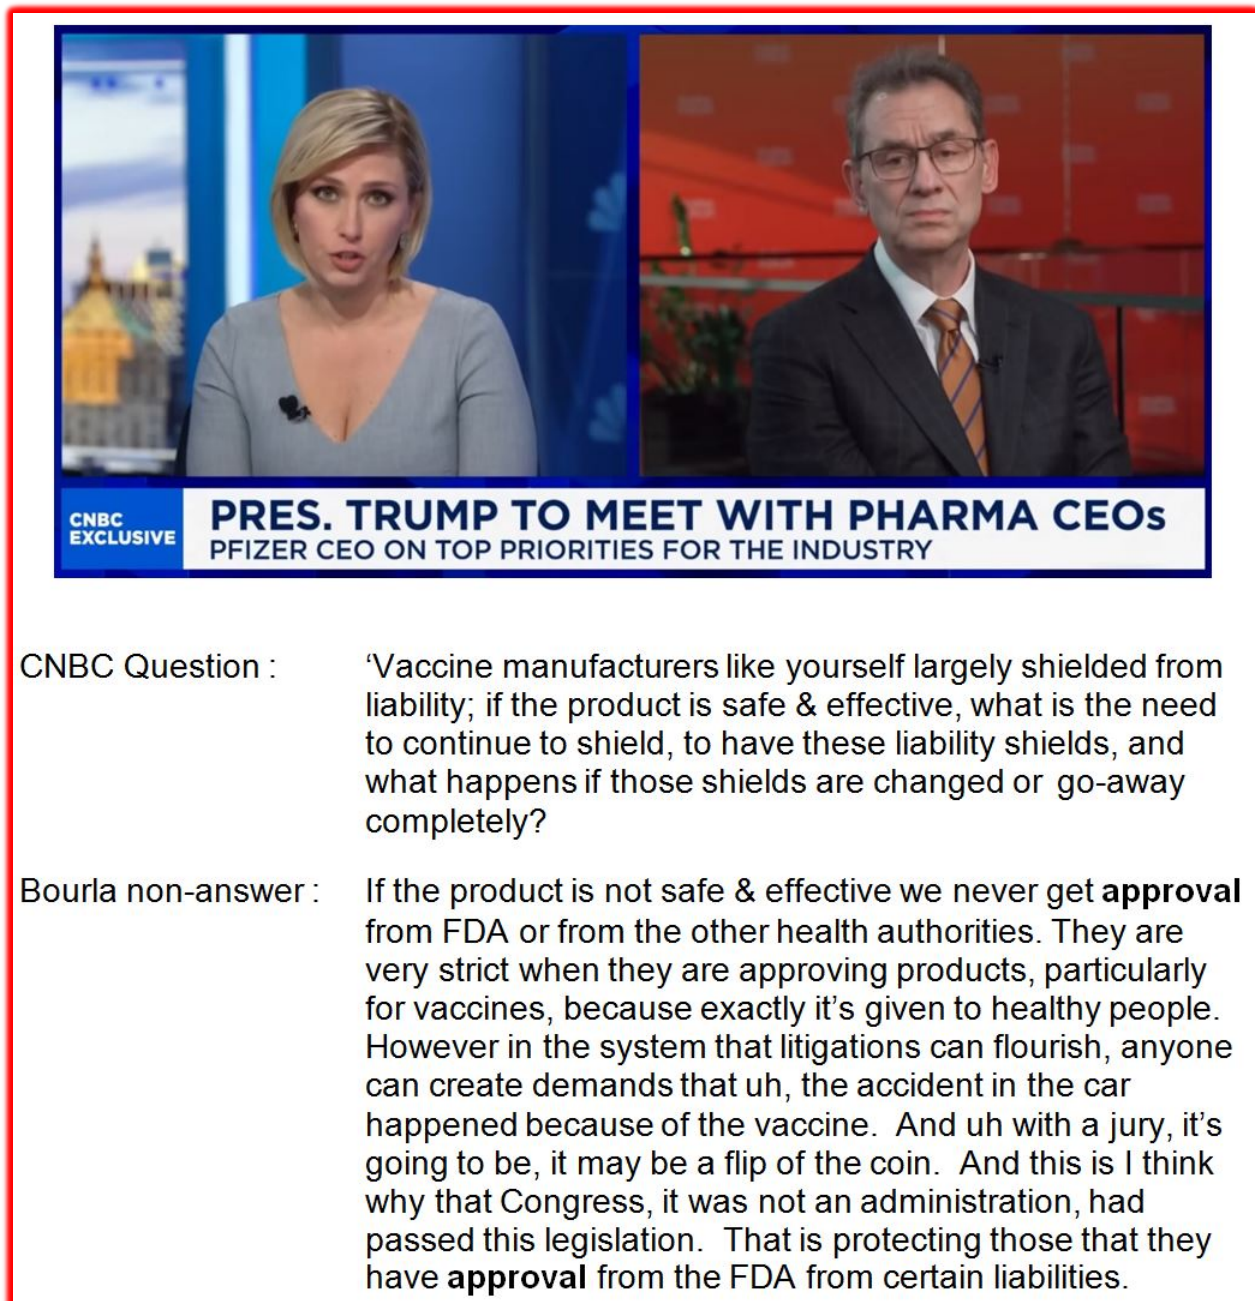 CNBC
EXCLUSIVE
PRES. TRUMP TO MEET WITH PHARMA CEOs
PFIZER CEO ON TOP PRIORITIES FOR THE INDUSTRY
CNBC Question :
‘Vaccine manufacturers like yourself largely shielded from
liability; if the product is safe & effective, what is the need
to continue to shield, to have these liability shields, and
what happens if those shields are changed or go-away
completely?
Bourla non-answer :
If the product is not safe & effective we never get approval
from FDA or from the other health authorities. They are
very strict when they are approving products, particularly
for vaccines, because exactly it’s given to healthy people.
However in the system that litigations can flourish, anyone
can create demands that uh, the accident in the car
happened because of the vaccine. And uh with a jury, it’s
going to be, it may be a flip of the coin. And this is I think
why that Congress, it was not an administration, had
passed this legislation. That is protecting those that they
have approval from the FDA from certain liabilities.